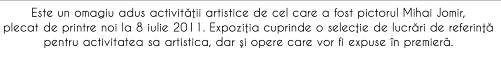 Este un omagiu adus activității artistice de cel care a fost pictorul Mihai Jomir,
plecat de printre noi la 8 iulie 2011. Expoziția cuprinde o selecție de lucrări de referință
pentru activitatea sa artistica, dar și opere care vor fi expuse în premieră.